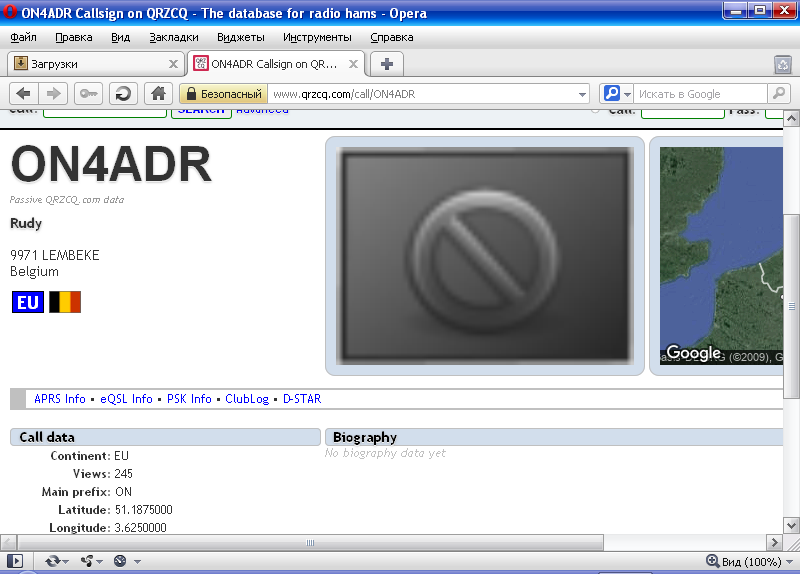 ON4ADR Callsign on QRZCQ - The database for radio hams - Opera
Файл Правка Вид Закладки Виджеты Инструменты Справка
Загрузки ON4ADR Callsign on QR...
Безопасный www.qrzcq.com/call/ON4ADR Искать в Google
SEARCH Advanced Call: Pass:
ON4ADR
Passive QRZCQ.com data
Rudy
9971 LEMBEKE
Belgium
EU
Google (©2009), G
APRS Info • eQSL Info • PSK Info • ClubLog • D-STAR
Call data
Continent: EU
Views: 245
Main prefix: ON
Latitude: 51.1875000
Longitude: 3.6250000
Biography
No biography data yet
Вид (100%)